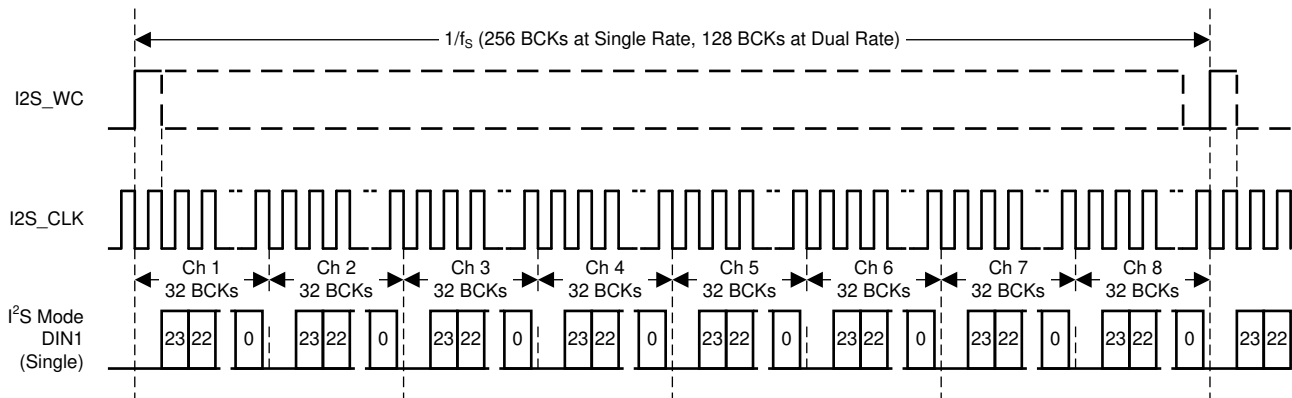 1/fS (256 BCKs at Single Rate, 128 BCKs at Dual Rate)
I2S_WC
I2S_CLK
Ch 1 Ch 2 Ch 3 Ch 4 Ch 5 Ch 6 Ch 7 Ch 8
32 BCKs 32 BCKs 32 BCKs 32 BCKs 32 BCKs 32 BCKs 32 BCKs 32 BCKs
I²S Mode
DIN1
(Single)
23 22 0 23 22 0 23 22 0 23 22 0 23 22 0 23 22 0 23 22 0 23 22 0 23 22